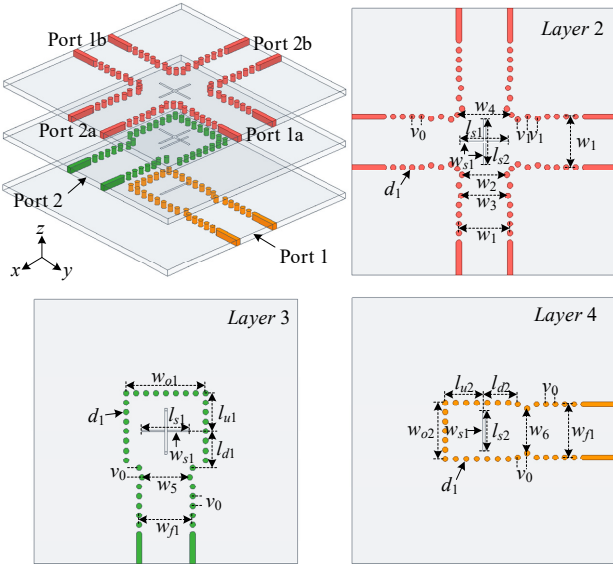 Port 1b
Port 2b
Port 2a
Port 1a
Port 2
Port 1
z
x
y
Layer 2
w4
v0
ls1
v1
v1
w1
ws1
ls2
d1
w2
w3
w1
Layer 3
wo1
d1
ls1
lu1
ws1
ld1
v0
w5
v0
wf1
Layer 4
lu2
ld2
v0
wo2
ws1
ls2
w6
wf1
d1
v0